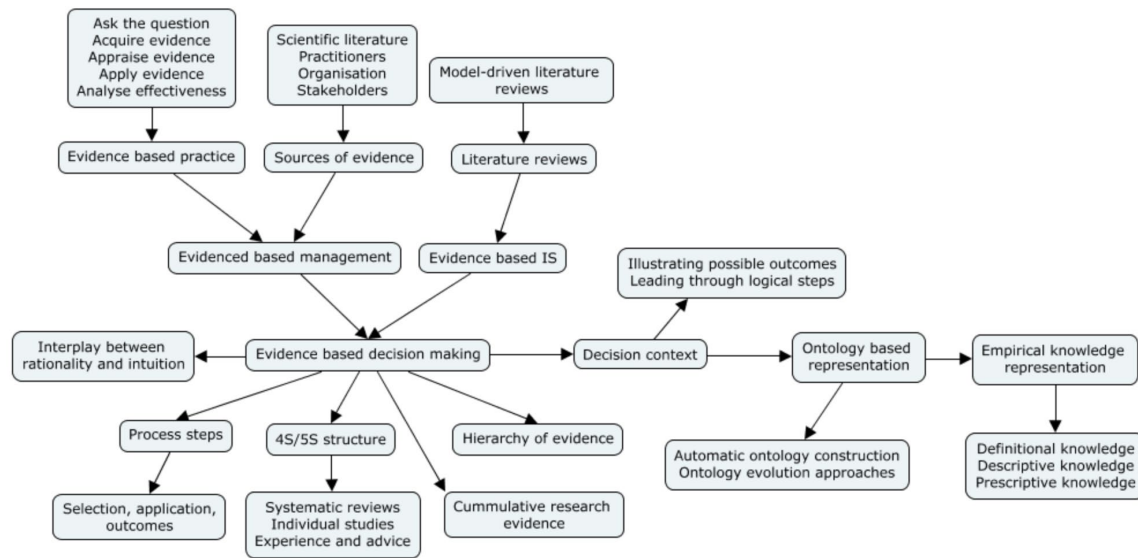 Ask the question
Acquire evidence
Appraise evidence
Apply evidence
Analyse effectiveness
Scientific literature
Practitioners
Organisation
Stakeholders
Model-driven literature
reviews
Evidence based practice
Sources of evidence
Literature reviews
Evidenced based management
Evidence based IS
Illustrating possible outcomes
Leading through logical steps
Interplay between
rationality and intuition
Evidence based decision making
Decision context
Ontology based
representation
Empirical knowledge
representation
Process steps
4S/5S structure
Hierarchy of evidence
Automatic ontology construction
Ontology evolution approaches
Definitional knowledge
Descriptive knowledge
Prescriptive knowledge
Selection, application,
outcomes
Systematic reviews
Individual studies
Experience and advice
Cummulative research
evidence